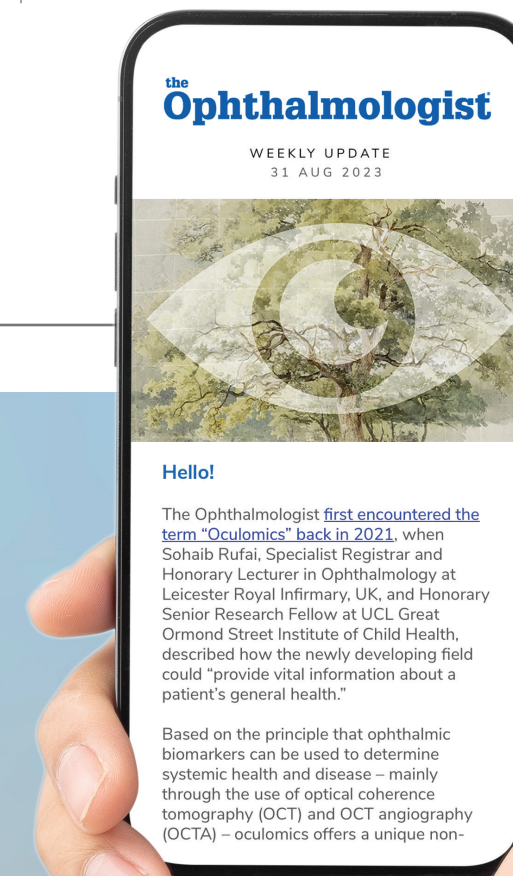 the
Ophthalmologist
WEEKLY UPDATE
31 AUG 2023
Hello!
The Ophthalmologist first encountered the
term “Oculomics” back in 2021, when
Sohaib Rufai, Specialist Registrar and
Honorary Lecturer in Ophthalmology at
Leicester Royal Infirmary, UK, and Honorary
Senior Research Fellow at UCL Great
Ormond Street Institute of Child Health,
described how the newly developing field
could “provide vital information about a
patient’s general health.”
Based on the principle that ophthalmic
biomarkers can be used to determine
systemic health and disease – mainly
through the use of optical coherence
tomography (OCT) and OCT angiography
(OCTA) – oculomics offers a unique non-